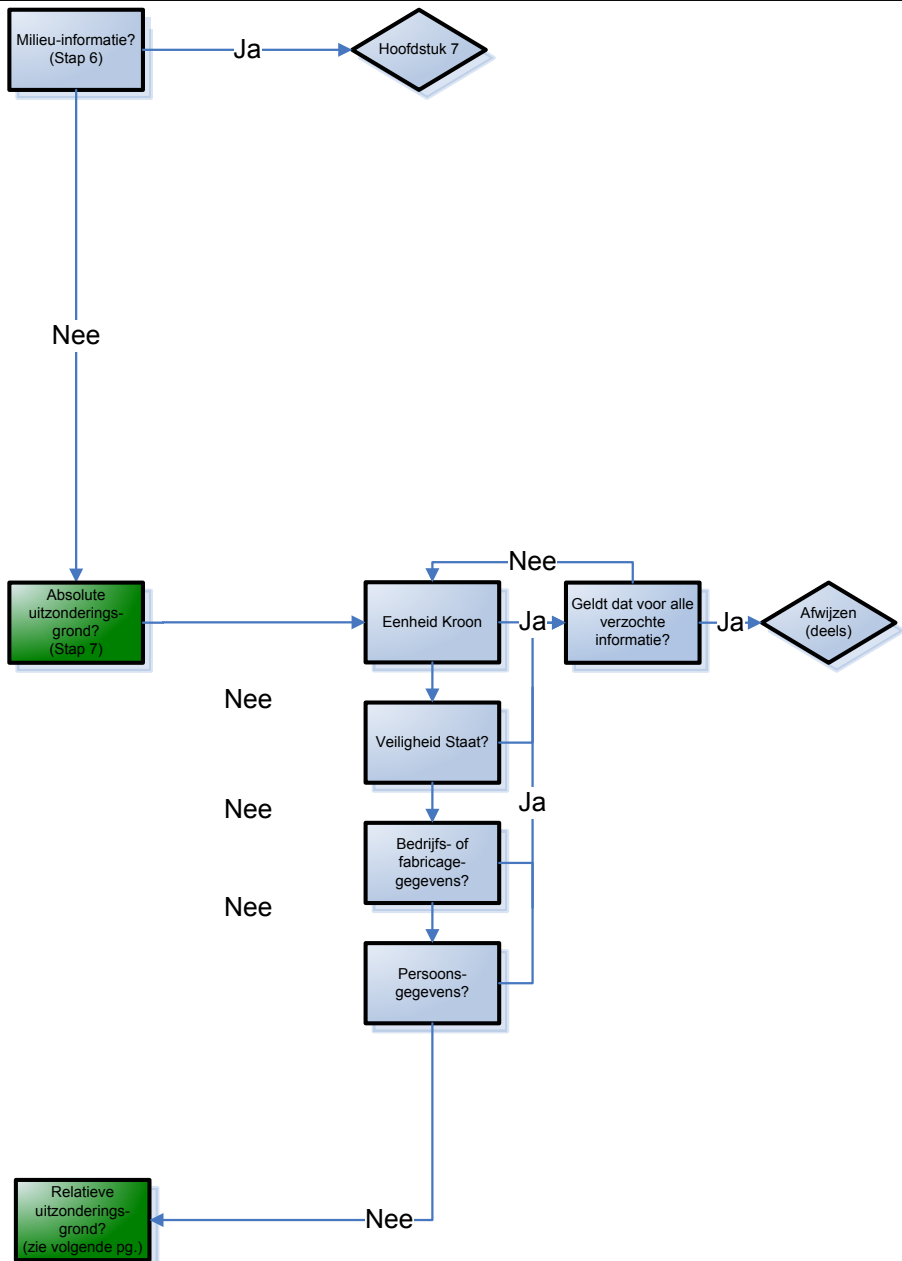 Milieu-informatie?
(Stap 6)
Ja
Hoofdstuk 7
Nee
Absolute
uitzonderings-
grond?
(Stap 7)
Eenheid Kroon
Ja
Nee
Geldt dat voor alle
verzochte
informatie?
Ja
Afwijzen
(deels)
Nee
Veiligheid Staat?
Nee
Ja
Bedrijfs- of
fabricage-
gegevens?
Nee
Persoons-
gegevens?
Nee
Relatieve
uitzonderings-
grond?
(zie volgende pg.)